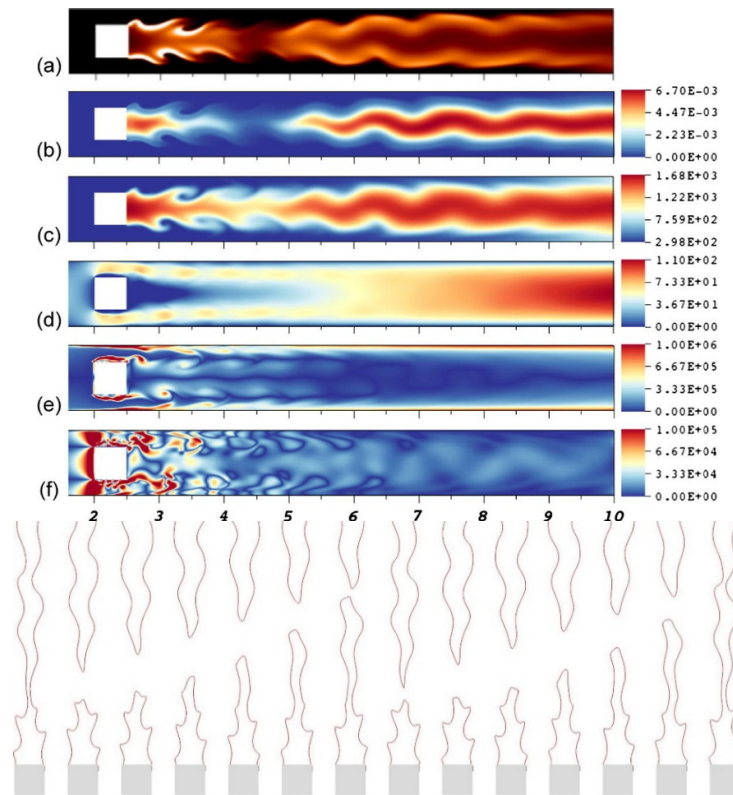 (a)
(b)
6.70E-03
4.47E-03
2.23E-03
0.00E+00
(c)
1.68E+03
1.22E+03
7.59E+02
2.98E+02
(d)
1.10E+02
7.33E+01
3.67E+01
0.00E+00
(e)
1.00E+06
6.67E+05
3.33E+05
0.00E+00
(f)
1.00E+05
6.67E+04
3.33E+04
0.00E+00
2 3 4 5 6 7 8 9 10